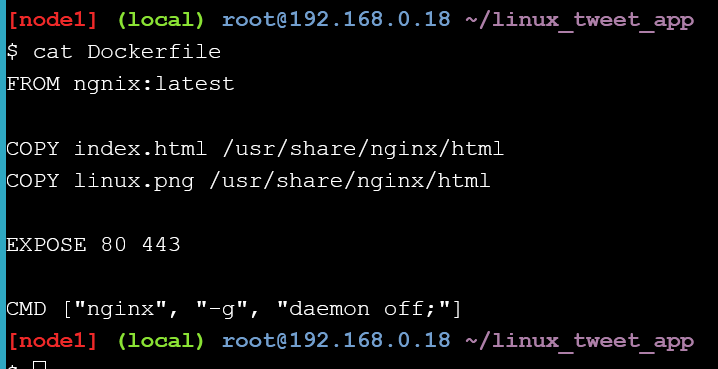 [node1] (local) root@192.168.0.18 ~/linux_tweet_app
$ cat Dockerfile
FROM ngnix:latest
COPY index.html /usr/share/nginx/html
COPY linux.png /usr/share/nginx/html
EXPOSE 80 443
CMD ["nginx", "-g", "daemon off;"]
[node1] (local) root@192.168.0.18 ~/linux_tweet_app
$